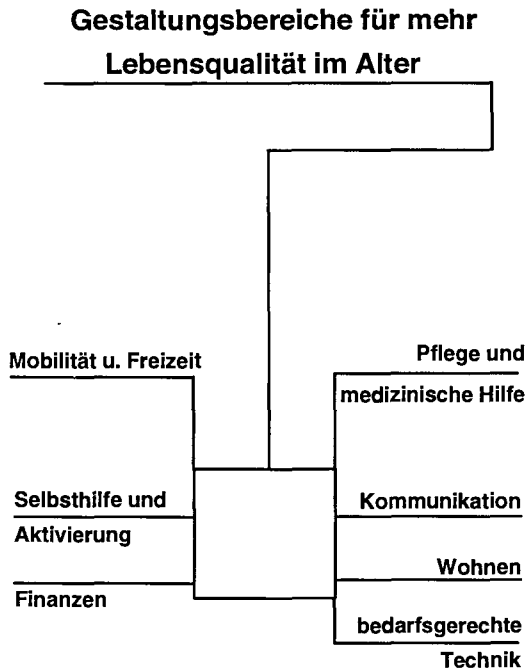 Gestaltungsbereiche für mehr
Lebensqualität im Alter
Mobilität u. Freizeit
Selbsthilfe und
Aktivierung
Finanzen
Pflege und
medizinische Hilfe
Kommunikation
Wohnen
bedarfsgerechte
Technik